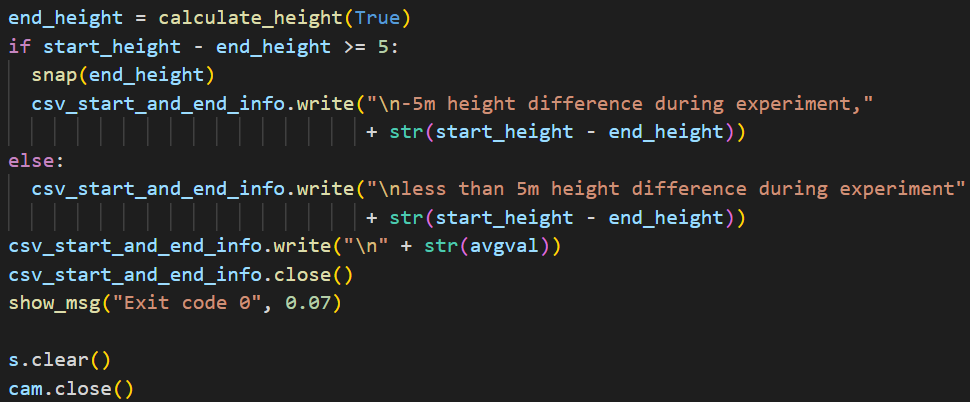 end_height = calculate_height(True)
if start_height - end_height >= 5:
  snap(end_height)
  csv_start_and_end_info.write("\n-5m height difference during experiment,"
                               + str(start_height - end_height))
else:
  csv_start_and_end_info.write("\nless than 5m height difference during experiment"
                               + str(start_height - end_height))
csv_start_and_end_info.write("\n" + str(avgval))
csv_start_and_end_info.close()
show_msg("Exit code 0", 0.07)

s.clear()
cam.close()